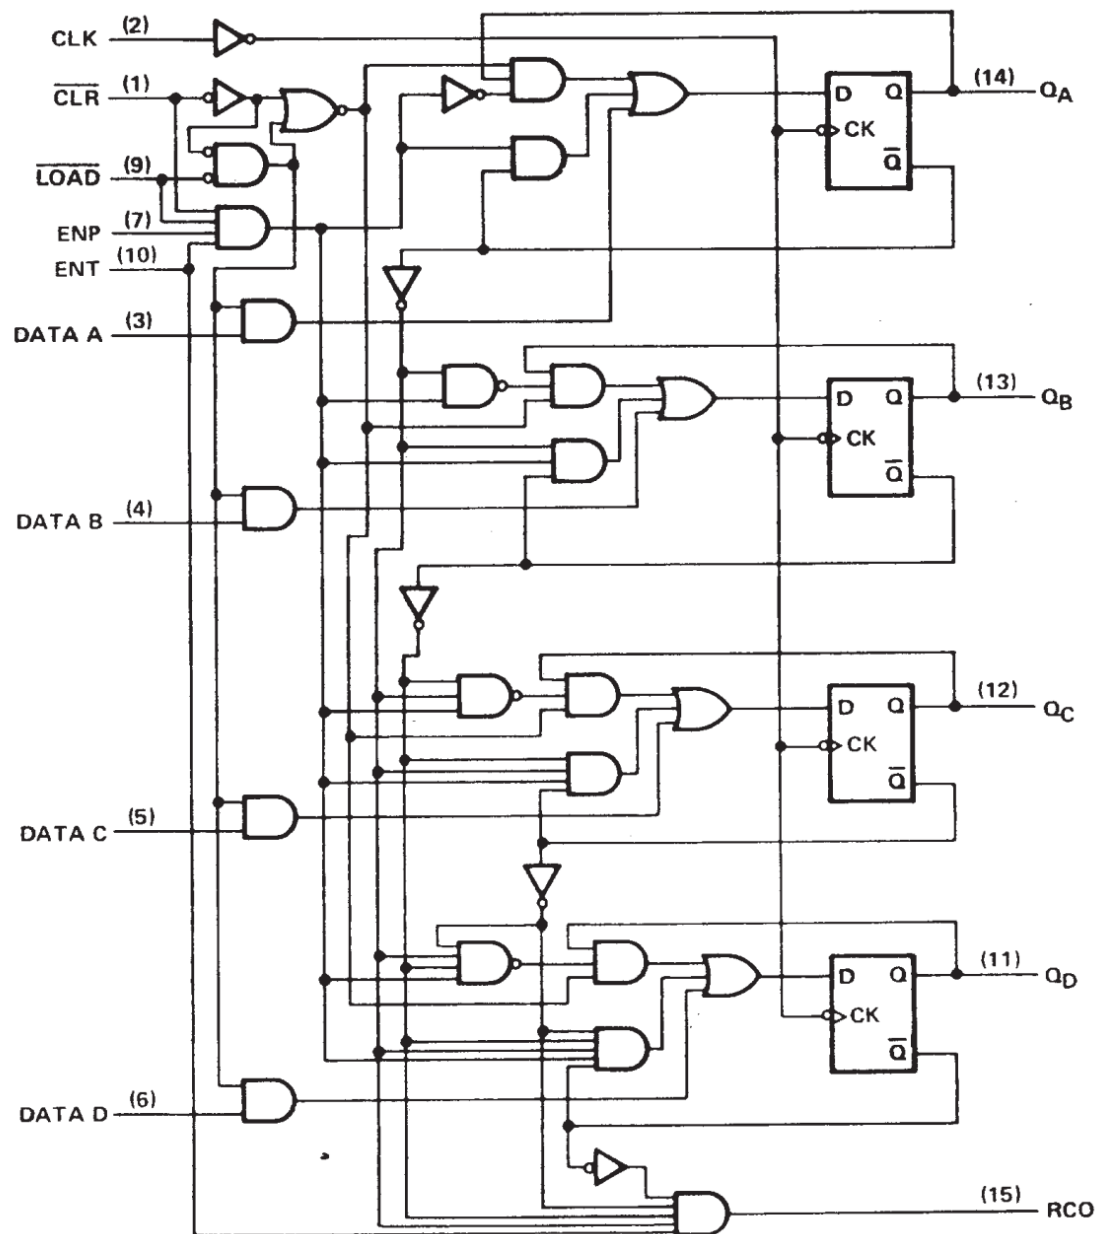 CLK (2)
CLR (1)
LOAD (9)
ENP (7)
ENT (10)
DATA A (3)
D Q
CK
Q
(14) QA
DATA B (4)
D Q
CK
Q
(13) QB
DATA C (5)
D Q
CK
Q
(12) QC
DATA D (6)
D Q
CK
Q
(11) QD
(15) RCO